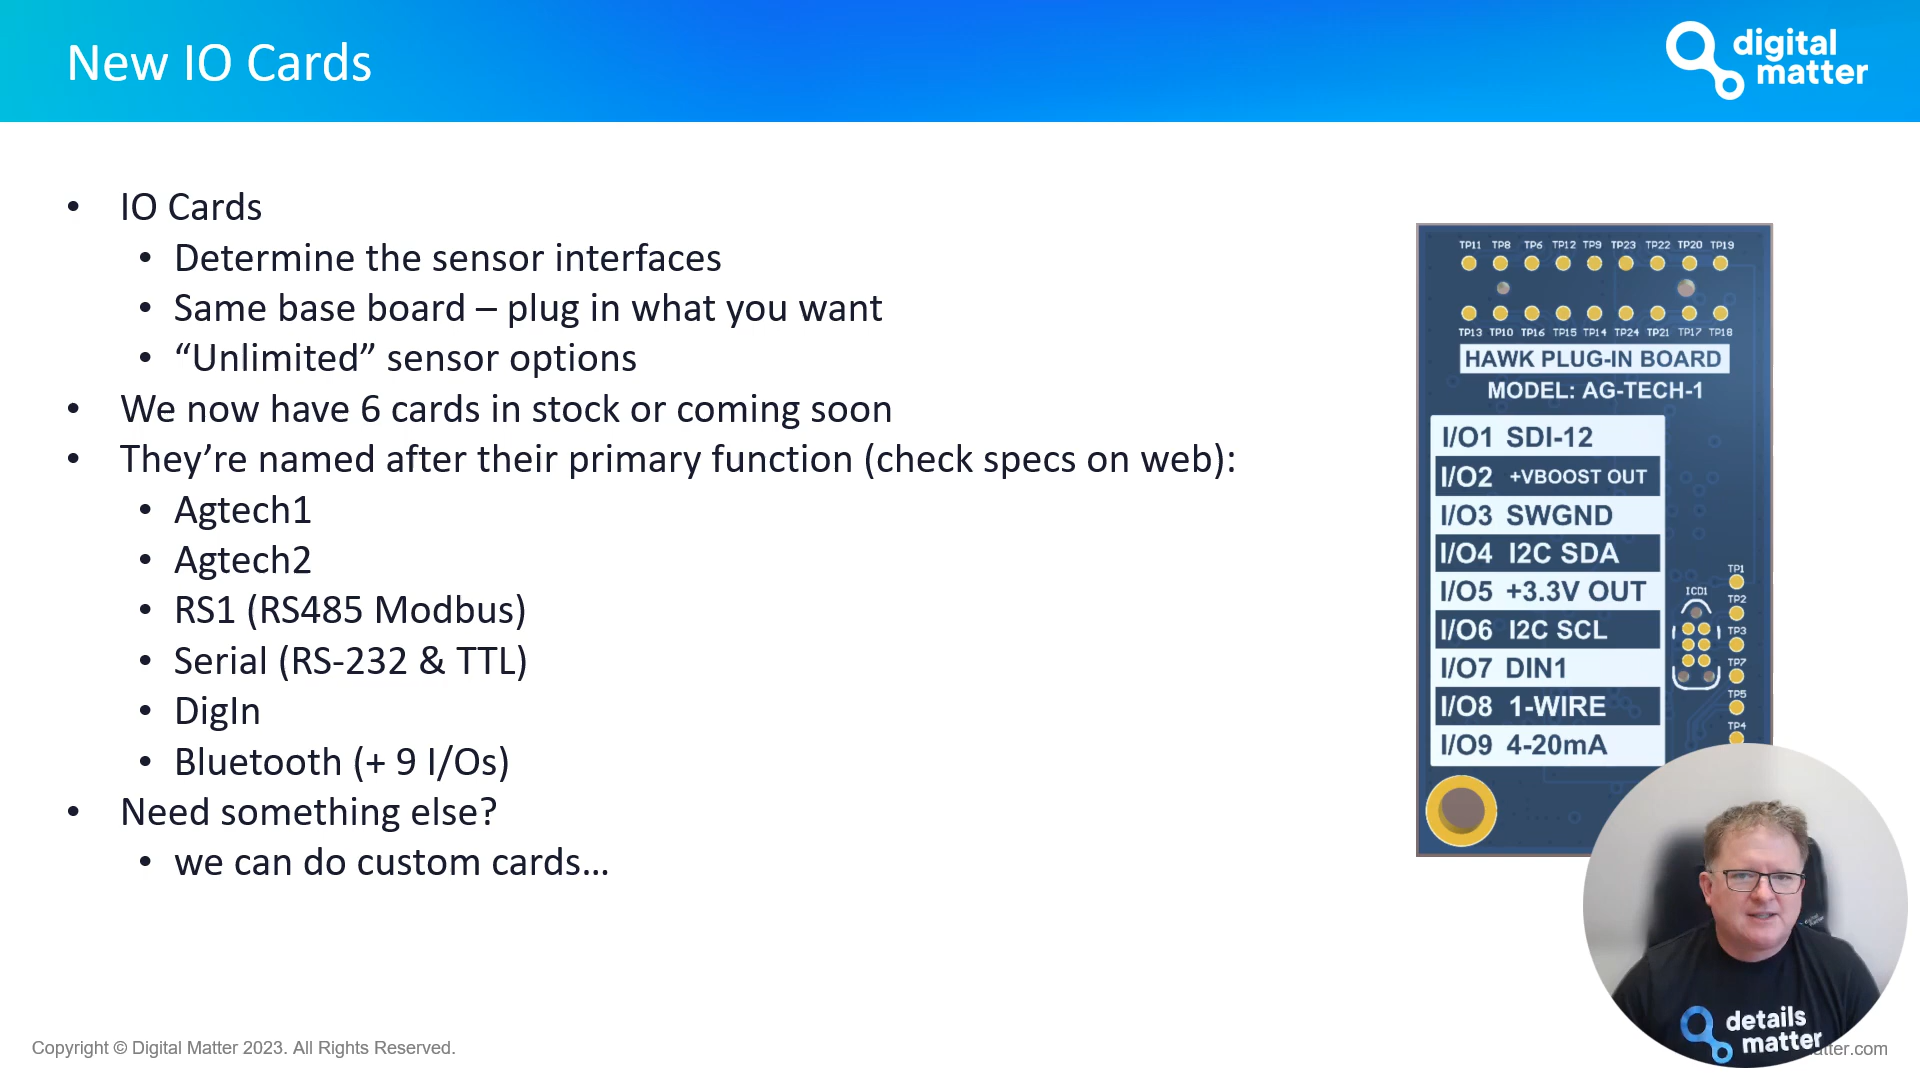 New IO Cards
digital
matter
• IO Cards
• Determine the sensor interfaces
• Same base board – plug in what you want
• “Unlimited” sensor options
• We now have 6 cards in stock or coming soon
• They’re named after their primary function (check specs on web):
• Agtech1
• Agtech2
• RS1 (RS485 Modbus)
• Serial (RS-232 & TTL)
• DigIn
• Bluetooth (+ 9 I/Os)
• Need something else?
• we can do custom cards…
TP11 TP8 TP6 TP12 TP9 TP23 TP22 TP20 TP19
TP13 TP10 TP16 TP15 TP14 TP24 TP21 TP17 TP18
HAWK PLUG-IN BOARD
MODEL: AG-TECH-1
I/O1 SDI-12
I/O2 +VBOOST OUT
I/O3 SWGND
I/O4 I2C SDA
I/O5 +3.3V OUT
I/O6 I2C SCL
I/O7 DIN1
I/O8 1-WIRE
I/O9 4-20mA
ICD1
TP1
TP2
TP3
TP7
TP5
TP4
details
matter
Copyright © Digital Matter 2023. All Rights Reserved.
atter.com